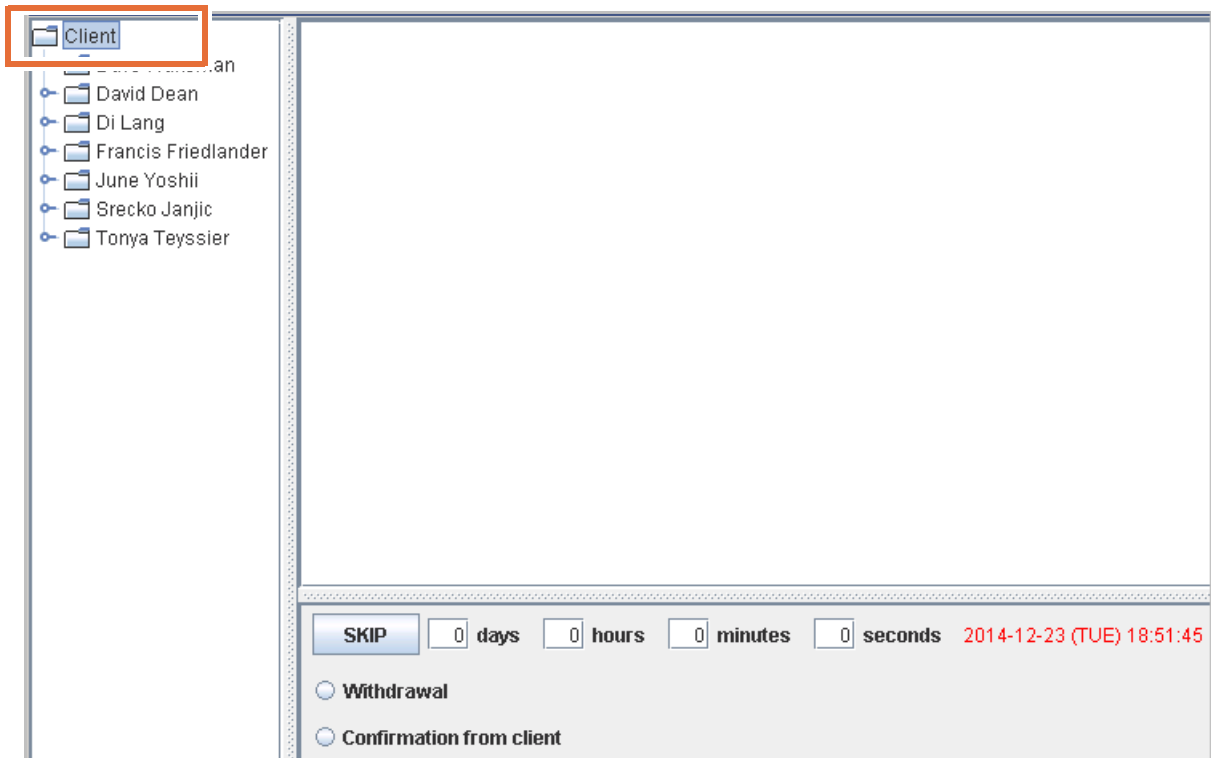 Client
David Dean
Di Lang
Francis Friedlander
June Yoshii
Srecko Janjic
Tonya Teyssier
SKIP 0 days 0 hours 0 minutes 0 seconds 2014-12-23 (TUE) 18:51:45
Withdrawal
Confirmation from client